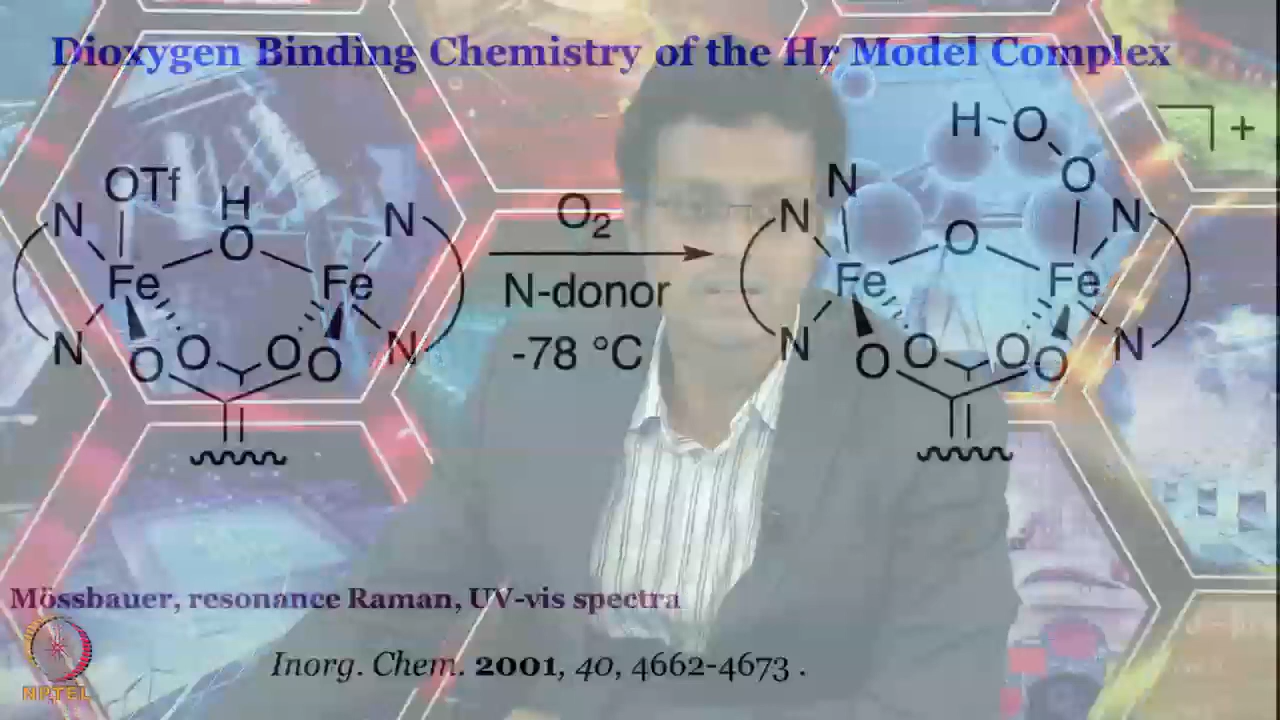 Dioxygen Binding Chemistry of the Hr Model Complex
H O
O
+
OTf
H
N O N
Fe Fe
N O O O O N
O2
N-donor
-78 °C
N
N O N
Fe Fe
N O O O O N
Mössbauer, resonance Raman, UV-vis spectra
Inorg. Chem. 2001, 40, 4662-4673 .
NPTEL